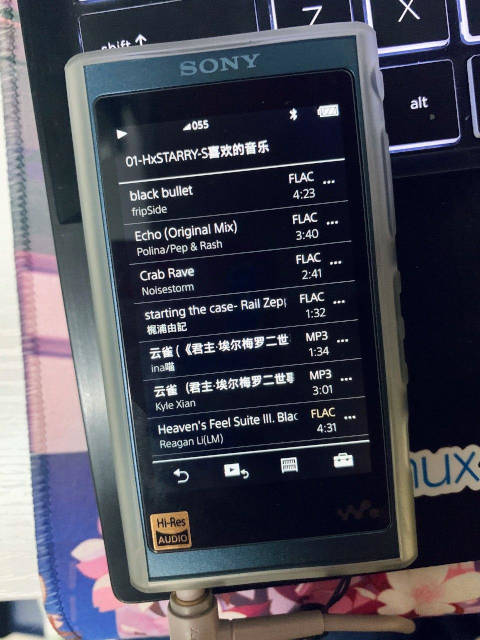 Z
X
shift ↑
alt
SONY
055
01-HxSTARRY-S喜欢的音乐
black bullet
FLAC
fripSide
4:23
Echo (Original Mix)
FLAC
Polina/Pep & Rash
3:40
Crab Rave
FLAC
Noisestorm
2:41
starting the case- Rail Zepp
FLAC
梶浦由記
1:32
云雀 (《君主·埃尔梅罗二世
MP3
ina喵
1:34
云雀（君主·埃尔梅罗二世事
MP3
Kyle Xian
3:01
Heaven's Feel Suite III. Blac
FLAC
Reagan Li(LM)
4:31
Hi-Res
AUDIO
nux